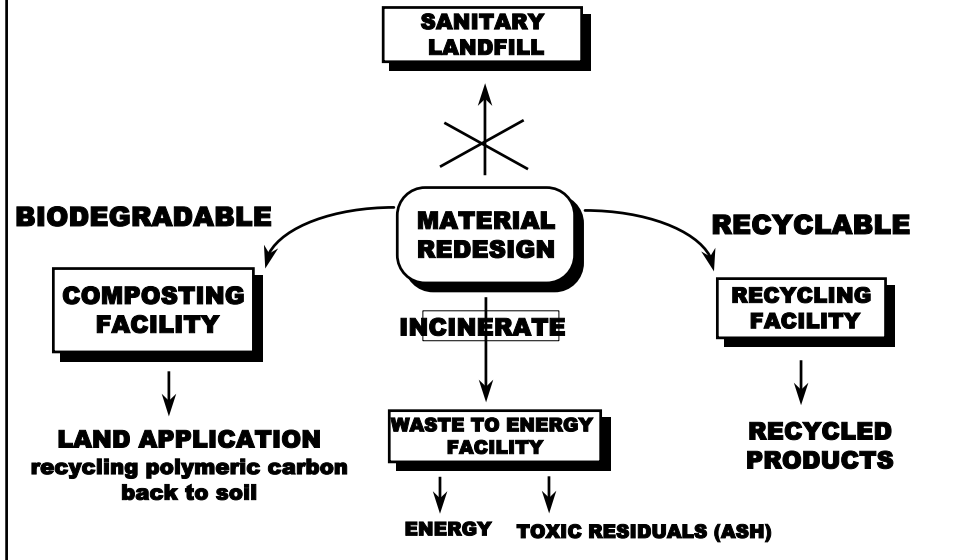 SANITARY
LANDFILL
BIODEGRADABLE
MATERIAL
REDESIGN
RECYCLABLE
COMPOSTING
FACILITY
INCINERATE
RECYCLING
FACILITY
LAND APPLICATION
recycling polymeric carbon
back to soil
WASTE TO ENERGY
FACILITY
RECYCLED
PRODUCTS
ENERGY
TOXIC RESIDUALS (ASH)